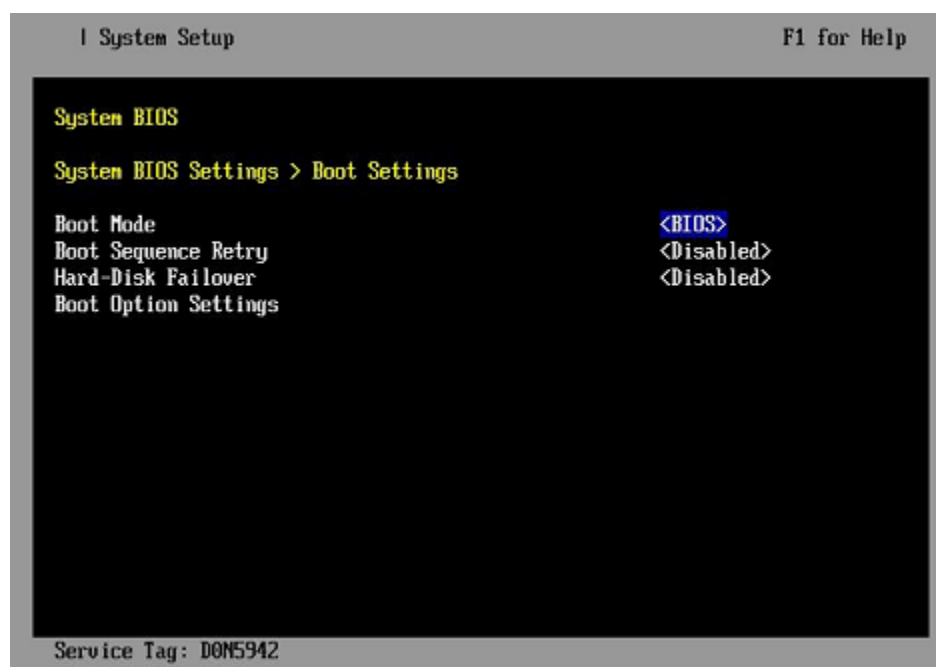 | System Setup F1 for Help
System BIOS
System BIOS Settings > Boot Settings
Boot Mode <BIOS>
Boot Sequence Retry <Disabled>
Hard-Disk Failover <Disabled>
Boot Option Settings
Service Tag: D0N5942